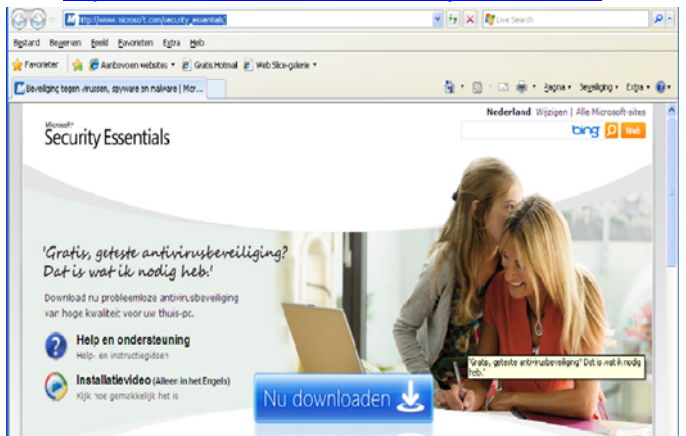 http://www.microsoft.com/security_essentials/
Live Search
Bestand Bewerken Beeld Favorieten Extra Help
Favorieten Aanbevolen websites Gratis Hotmail Web Slice-galerie
Beveiliging tegen virussen, spyware en malware | Micr...
Pagina Beveiliging Extra
Nederland Wijzigen | Alle Microsoft-sites
bing Web
Microsoft
Security Essentials
'Gratis, geteste antivirusbeveiliging?
Dat is wat ik nodig heb.'
Download nu probleemloze antivirusbeveiliging
van hoge kwaliteit voor uw thuis-pc.
Help en ondersteuning
Help- en instructiegidsen
Installatievideo (Alleen in het Engels)
Kijk hoe gemakkelijk het is
'Gratis, geteste antivirusbeveiliging? Dat is wat ik nodig
heb.'
Nu downloaden